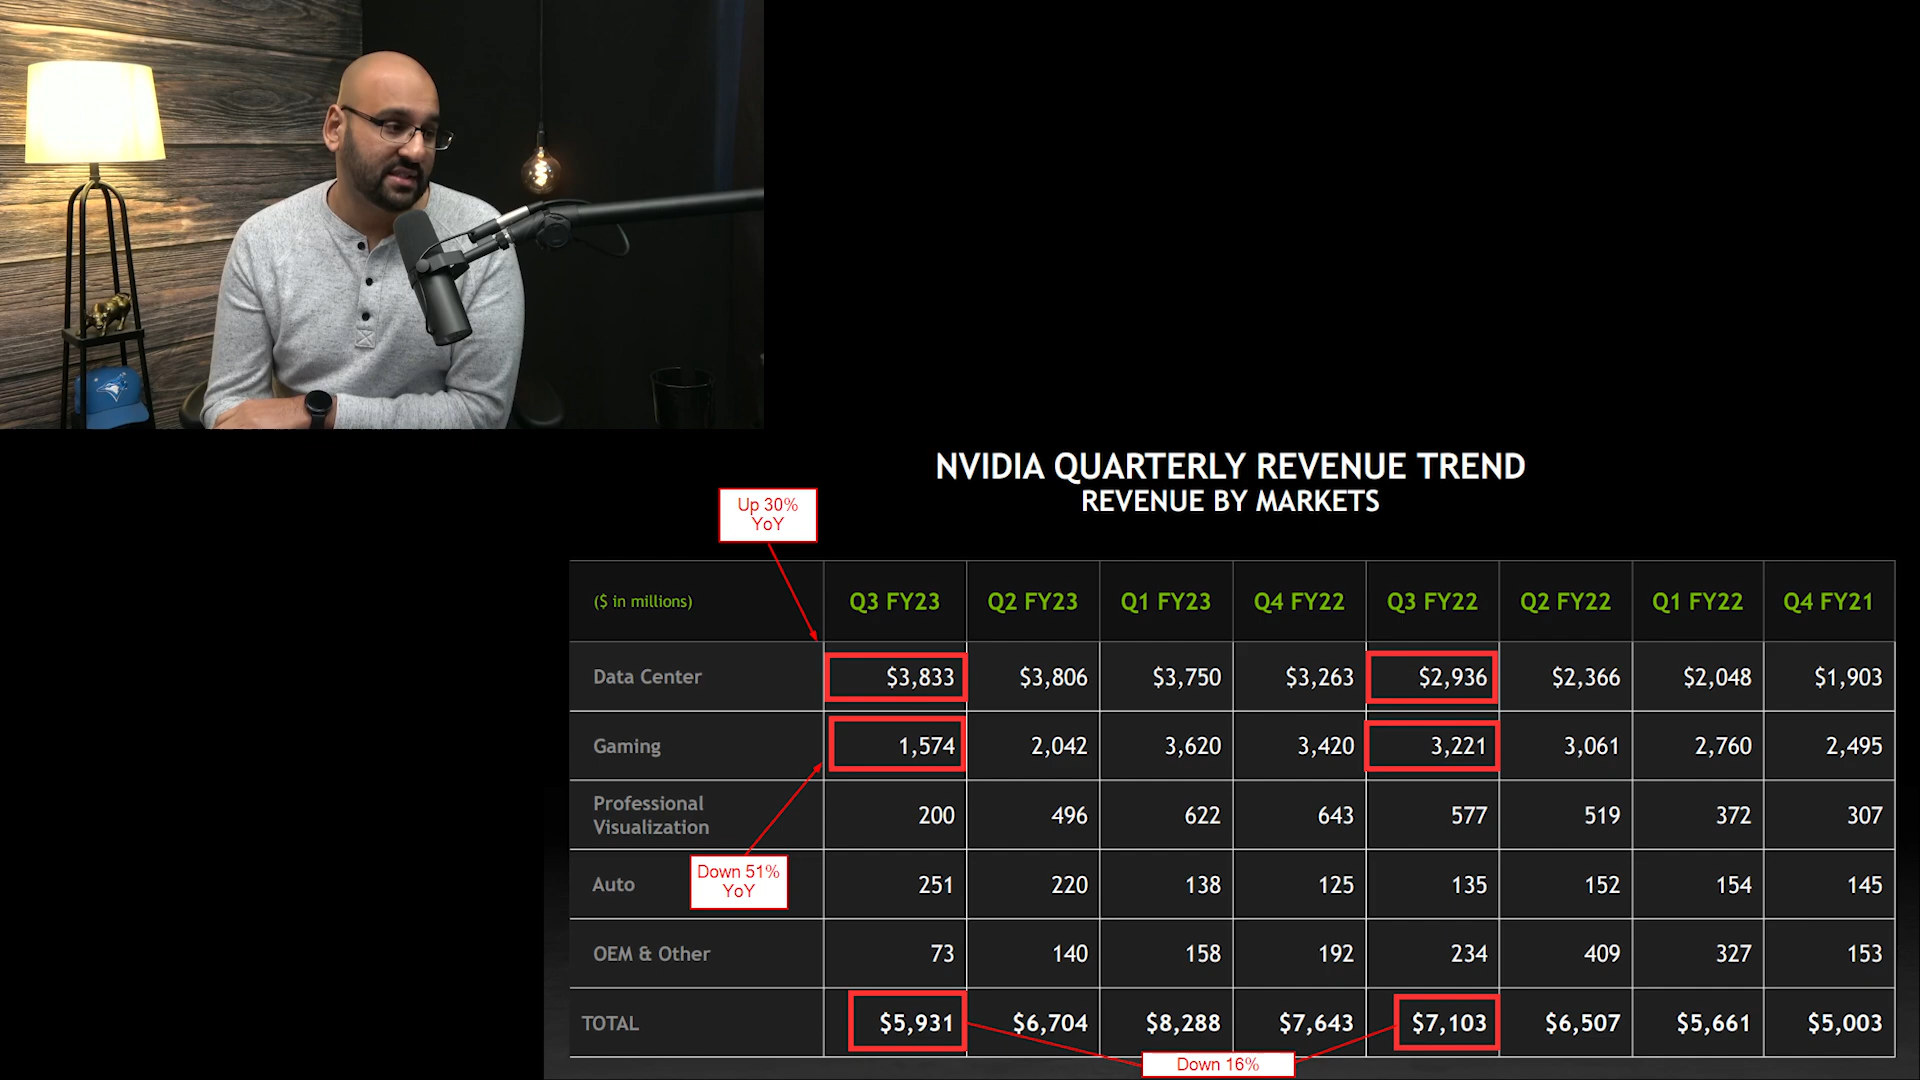 NVIDIA QUARTERLY REVENUE TREND
REVENUE BY MARKETS
Up 30%
YoY
($ in millions) Q3 FY23 Q2 FY23 Q1 FY23 Q4 FY22 Q3 FY22 Q2 FY22 Q1 FY22 Q4 FY21
Data Center $3,833 $3,806 $3,750 $3,263 $2,936 $2,366 $2,048 $1,903
Gaming 1,574 2,042 3,620 3,420 3,221 3,061 2,760 2,495
Professional
Visualization 200 496 622 643 577 519 372 307
Down 51%
YoY
Auto 251 220 138 125 135 152 154 145
OEM & Other 73 140 158 192 234 409 327 153
TOTAL $5,931 $6,704 $8,288 $7,643 $7,103 $6,507 $5,661 $5,003
Down 16%